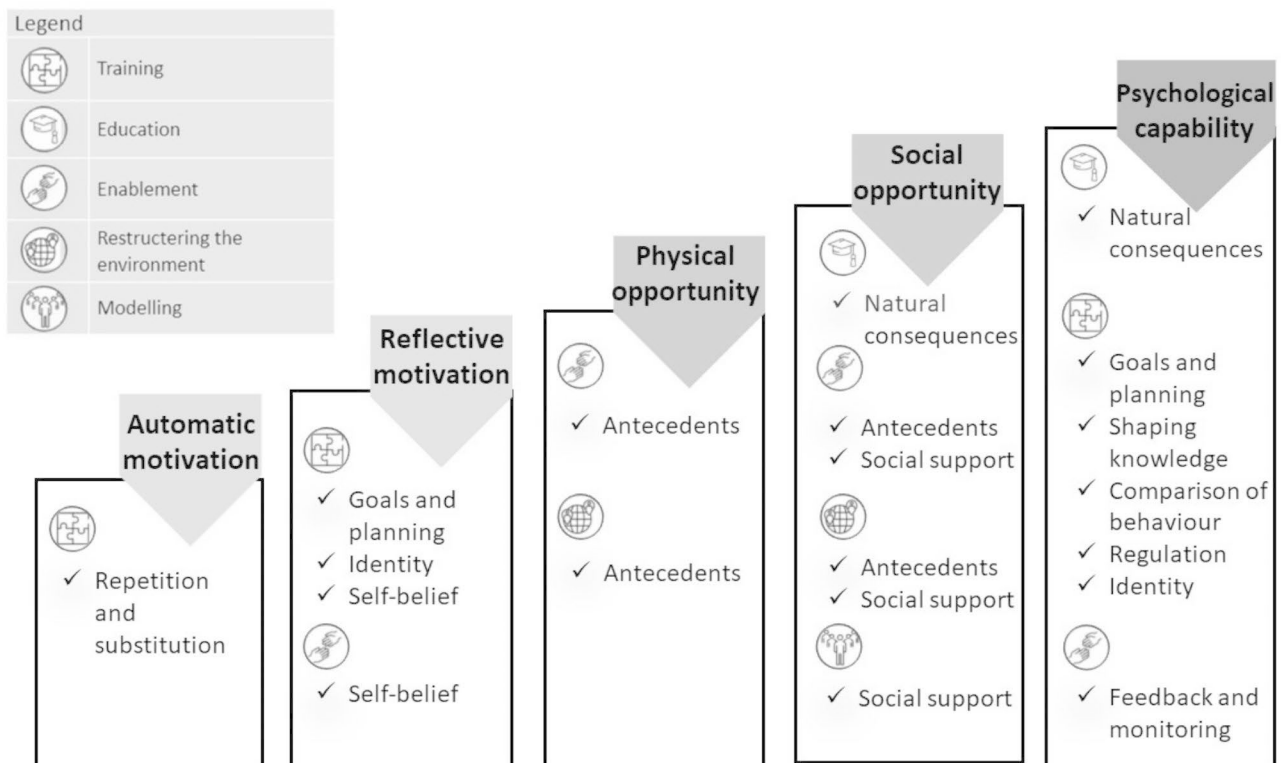 Legend
Training
Education
Enablement
Restructering the
environment
Modelling
Automatic
motivation
✓ Repetition
and
substitution
Reflective
motivation
✓ Goals and
planning
✓ Identity
✓ Self-belief
✓ Self-belief
Physical
opportunity
✓ Antecedents
✓ Antecedents
Social
opportunity
✓ Natural
consequences
✓ Antecedents
✓ Social support
✓ Antecedents
✓ Social support
✓ Social support
Psychological
capability
✓ Natural
consequences
✓ Goals and
planning
✓ Shaping
knowledge
✓ Comparison of
behaviour
✓ Regulation
✓ Identity
✓ Feedback and
monitoring